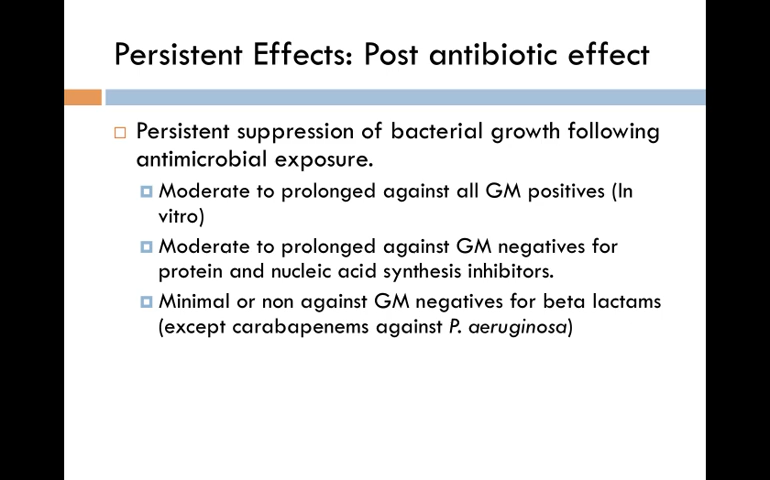 Persistent Effects: Post antibiotic effect
Persistent suppression of bacterial growth following
antimicrobial exposure.
Moderate to prolonged against all GM positives (In
vitro)
Moderate to prolonged against GM negatives for
protein and nucleic acid synthesis inhibitors.
Minimal or non against GM negatives for beta lactams
(except carabapenems against P. aeruginosa)